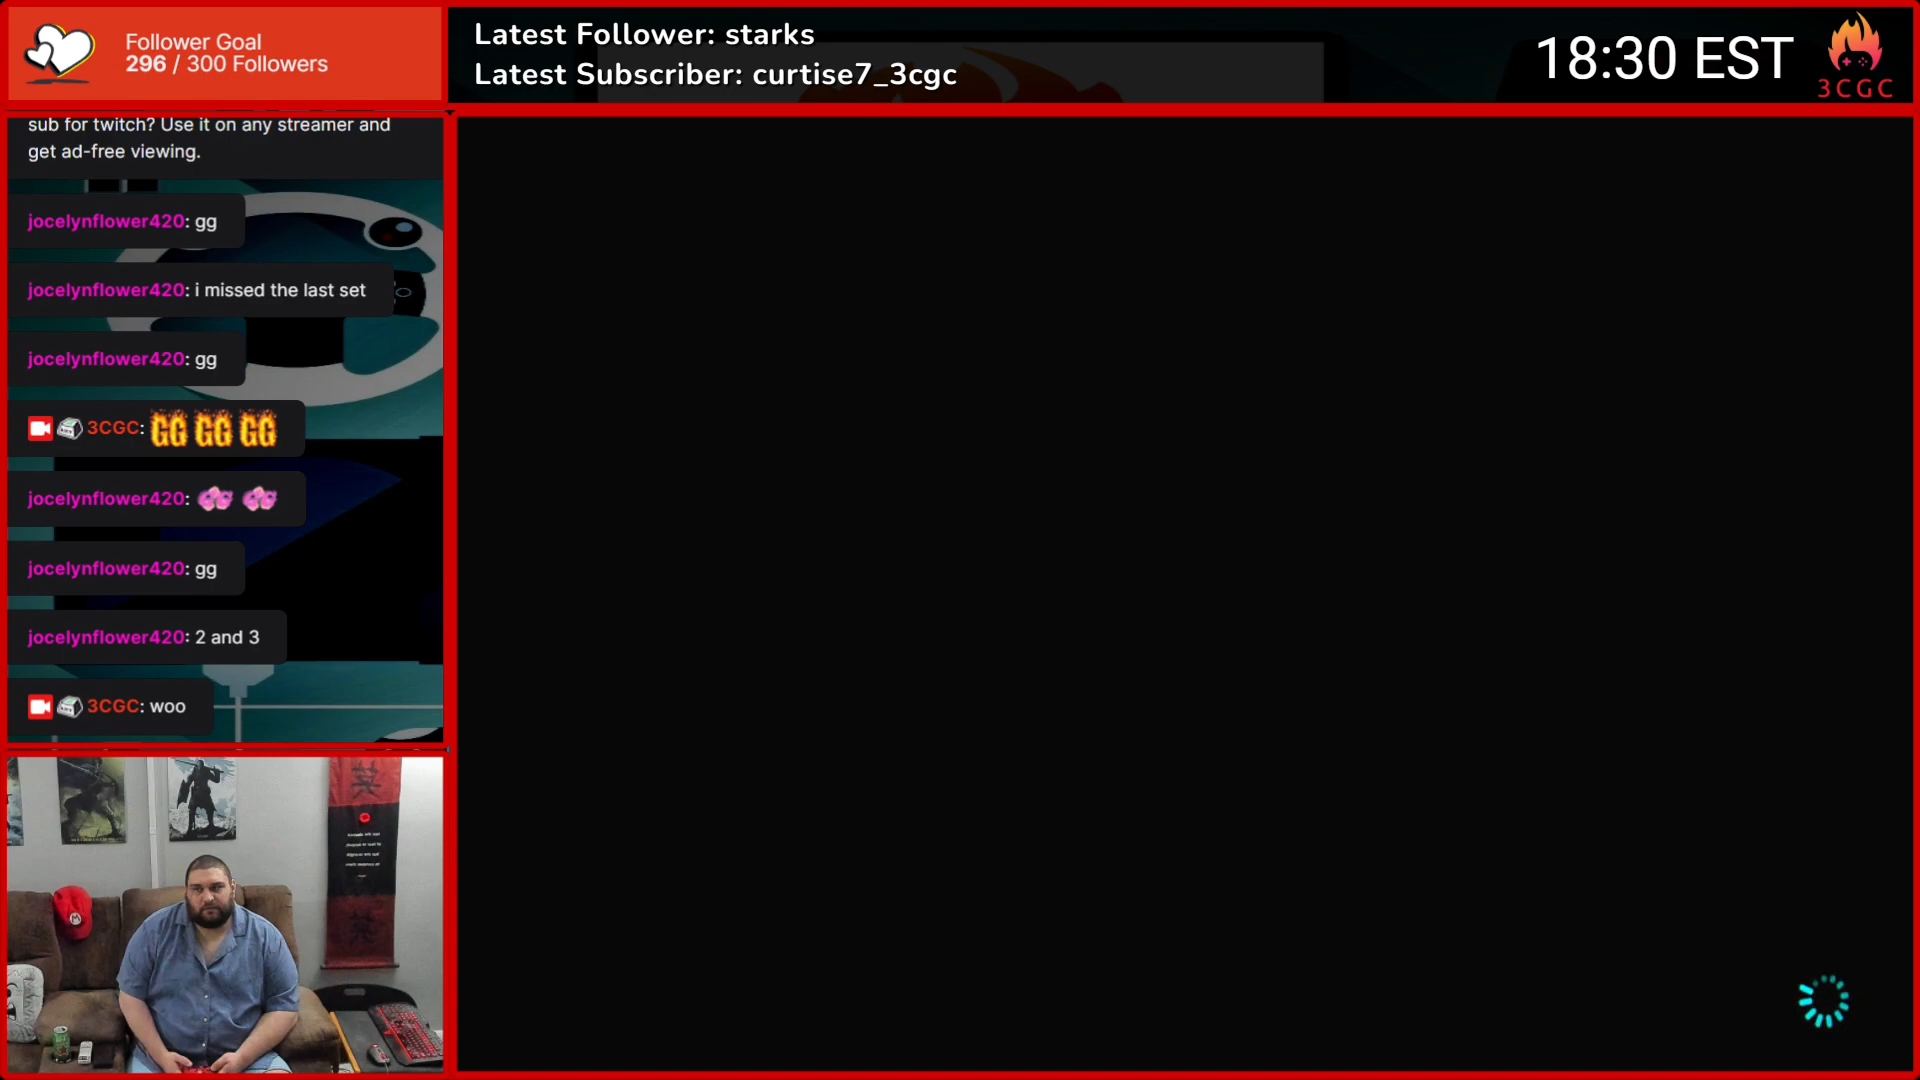 Follower Goal
296 / 300 Followers
Latest Follower: starks
Latest Subscriber: curtise7_3cgc
18:30 EST
3CGC
sub for twitch? Use it on any streamer and
get ad-free viewing.
jocelynflower420: gg
jocelynflower420: i missed the last set
jocelynflower420: gg
3CGC: GG GG GG
jocelynflower420:
jocelynflower420: gg
jocelynflower420: 2 and 3
3CGC: woo
M